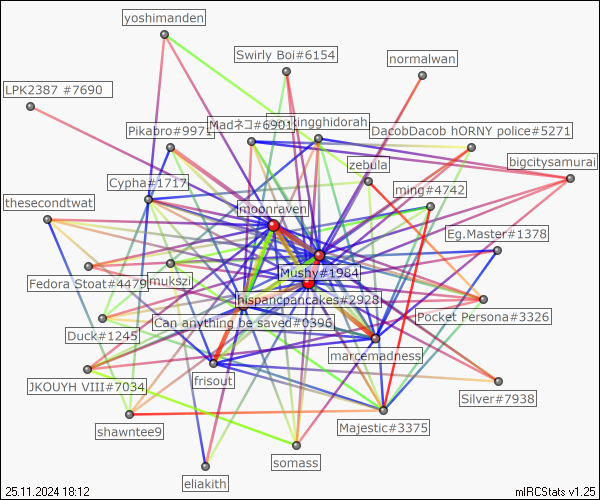 yoshimanden
Swirly Boi#6154
normalwan
LPK2387 #7690
Pikabro#9971
Madネコ#6901
kingghidorah
DacobDacob hORNY police#5271
zebula
bigcitysamurai
Cypha#1717
ming#4742
thesecondtwat
moonraven
Eg.Master#1378
Mushy#1984
Fedora Stoat#4479
mukszi
hispancpancakes#2928
Pocket Persona#3326
Can anything be saved#0396
Duck#1245
marcemadness
frisout
JKOUYH VIII#7034
Silver#7938
shawntee9
Majestic#3375
somass
eliakith
25.11.2024 18:12
mIRCStats v1.25